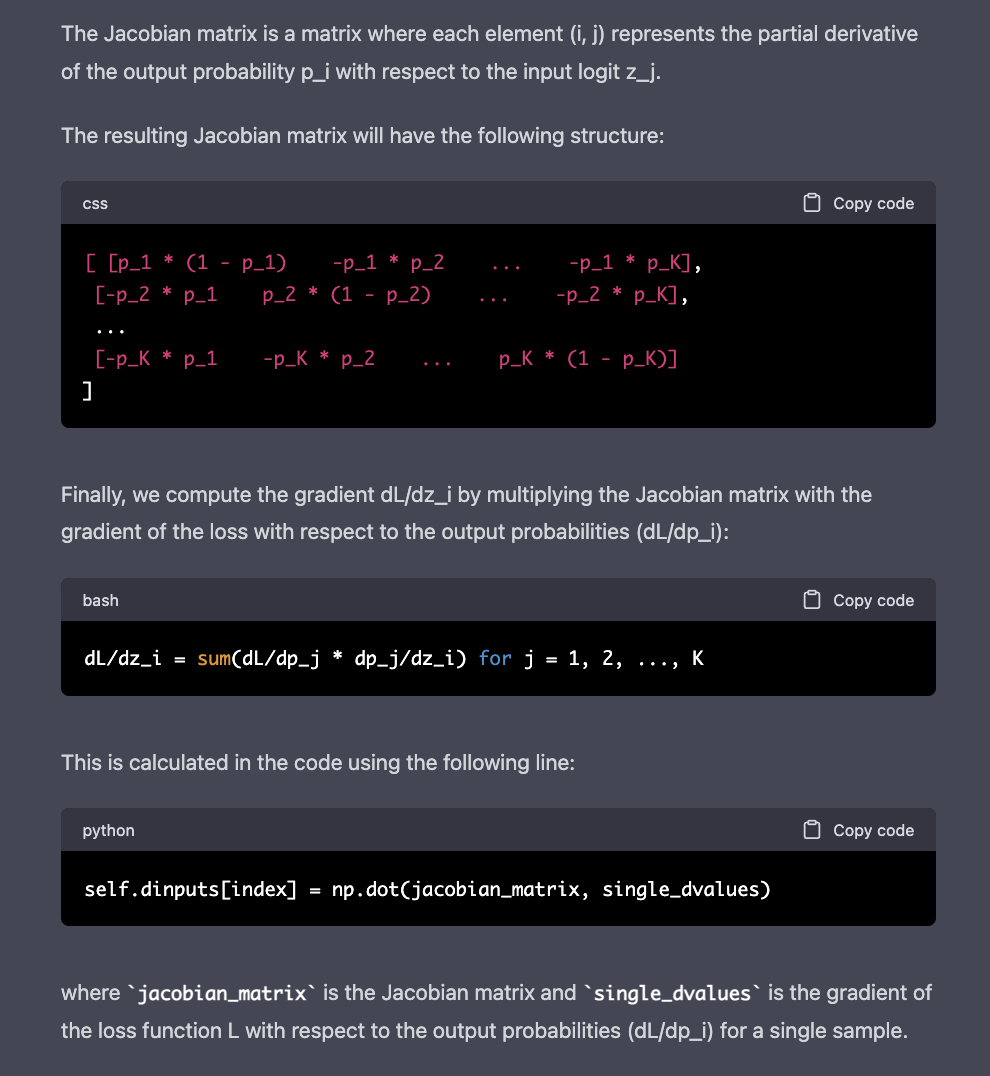 The Jacobian matrix is a matrix where each element (i, j) represents the partial derivative
of the output probability p_i with respect to the input logit z_j.
The resulting Jacobian matrix will have the following structure:
css Copy code
[ [p_1 * (1 - p_1) -p_1 * p_2 ... -p_1 * p_K],
[-p_2 * p_1 p_2 * (1 - p_2) ... -p_2 * p_K],
...
[-p_K * p_1 -p_K * p_2 ... p_K * (1 - p_K)]
]
Finally, we compute the gradient dL/dz_i by multiplying the Jacobian matrix with the
gradient of the loss with respect to the output probabilities (dL/dp_i):
bash Copy code
dL/dz_i = sum(dL/dp_j * dp_j/dz_i) for j = 1, 2, ..., K
This is calculated in the code using the following line:
python Copy code
self.dinputs[index] = np.dot(jacobian_matrix, single_dvalues)
where `jacobian_matrix` is the Jacobian matrix and `single_dvalues` is the gradient of
the loss function L with respect to the output probabilities (dL/dp_i) for a single sample.